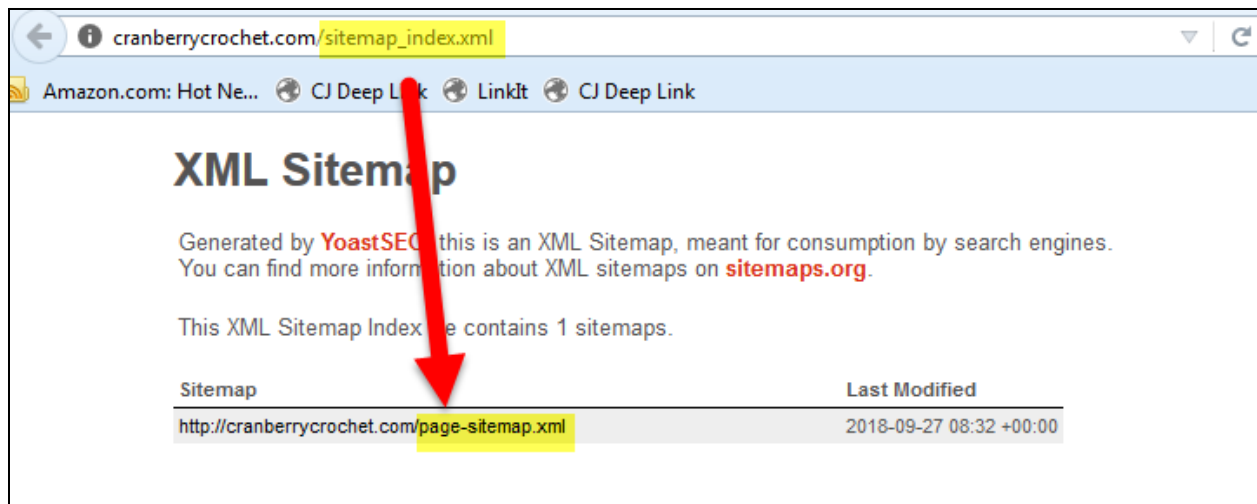 cranberrycrochet.com/sitemap_index.xml
Amazon.com: Hot Ne... CJ Deep Link LinkIt CJ Deep Link
XML Sitemap
Generated by YoastSEO this is an XML Sitemap, meant for consumption by search engines.
You can find more information about XML sitemaps on sitemaps.org.
This XML Sitemap Index file contains 1 sitemaps.
Sitemap Last Modified
http://cranberrycrochet.com/page-sitemap.xml 2018-09-27 08:32 +00:00